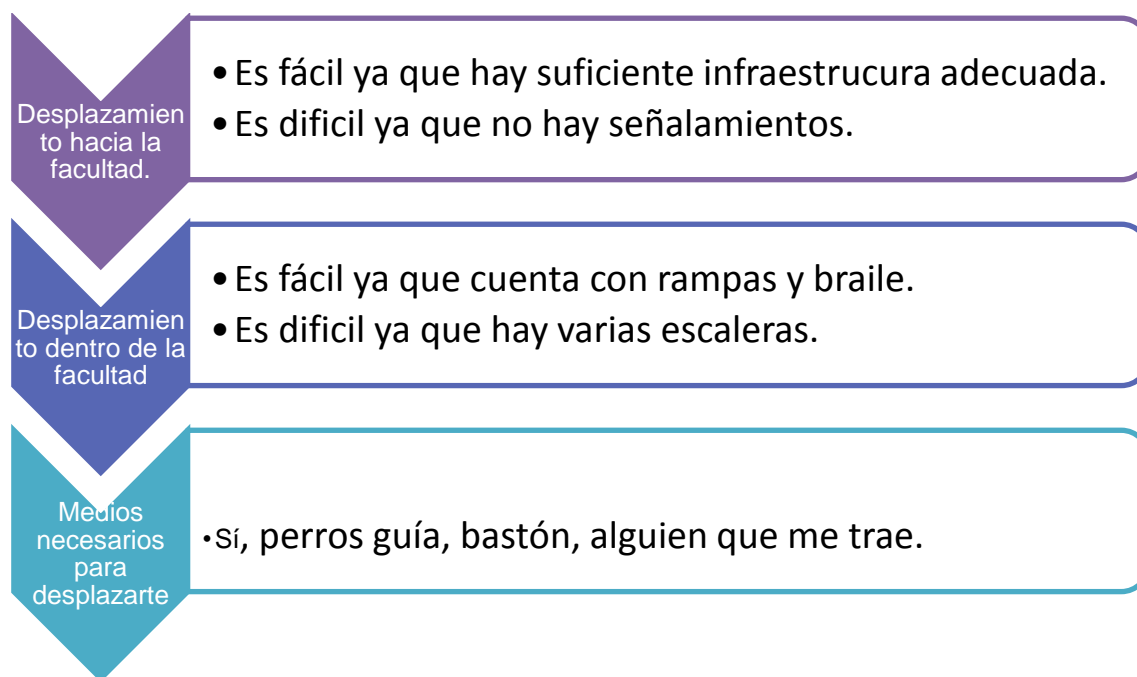 Desplazamien
to hacia la
facultad.
• Es fácil ya que hay suficiente infraestrucura adecuada.
• Es dificil ya que no hay señalamientos.
Desplazamien
to dentro de la
facultad
• Es fácil ya que cuenta con rampas y braile.
• Es dificil ya que hay varias escaleras.
Medios
necesarios
para
desplazarte
• Sí, perros guía, bastón, alguien que me trae.